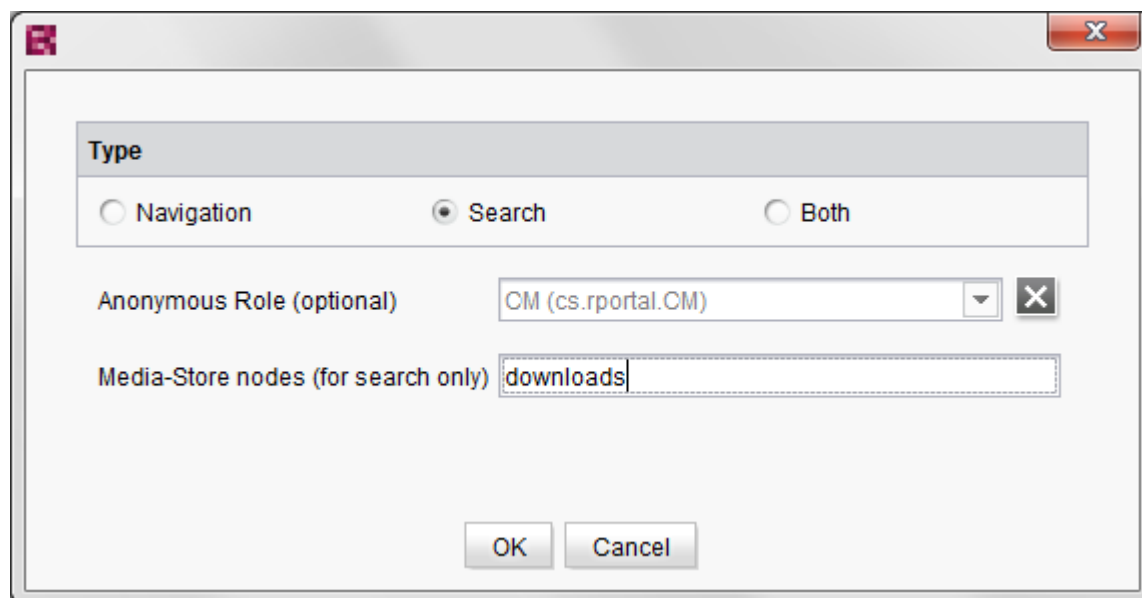 Type
Navigation Search Both
Anonymous Role (optional) CM (cs.rportal.CM)
Media-Store nodes (for search only) downloads
OK Cancel